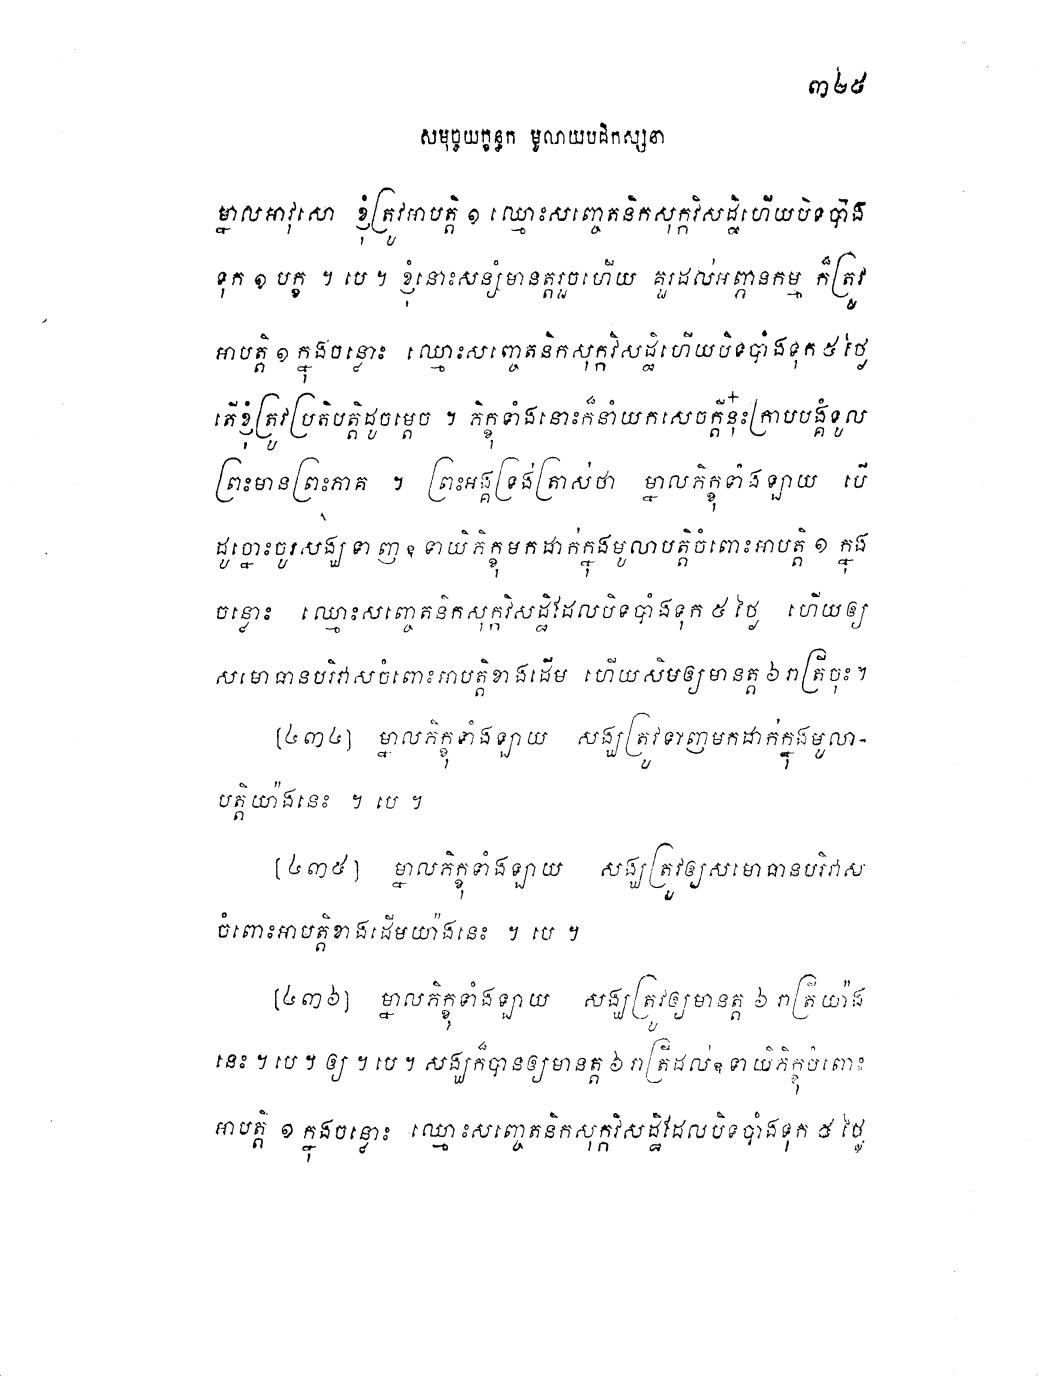 ៣២៥
សមុច្ចយក្ខន្ធក មូលាយបដិកស្សនា
ម្នាលអាវុសោ ខ្ញុំត្រូវអាបត្តិ ១ ឈ្មោះសញ្ចេតនិកសុក្កវិសដ្ឋិហើយបិទបាំង
ទុក ១ បក្ខ ។ បេ ។ ខ្ញុំនោះសន្សំមានត្តរួចហើយ គួរដល់អព្ភានកម្ម ក៏ត្រូវ
អាបត្តិ ១ ក្នុងចន្លោះ ឈ្មោះសញ្ចេតនិកសុក្កវិសដ្ឋិហើយបិទបាំងទុក ៥ ថ្ងៃ
តើខ្ញុំត្រូវប្រតិបត្តិដូចម្តេច ។ ភិក្ខុទាំងនោះក៏នាំយកសេចក្តីនុ៎ះក្រាបបង្គំទូល
ព្រះមានព្រះភាគ ។ ព្រះអង្គទ្រង់ត្រាស់ថា ម្នាលភិក្ខុទាំងឡាយ បើ
ដូច្នោះចូរសង្ឃទាញឧទាយិភិក្ខុមកដាក់ក្នុងមូលាបត្តិចំពោះអាបត្តិ ១ ក្នុង
ចន្លោះ ឈ្មោះសញ្ចេតនិកសុក្កវិសដ្ឋិដែលបិទបាំងទុក ៥ ថ្ងៃ ហើយឲ្យ
សមោធានបរិវាសចំពោះអាបត្តិខាងដើម ហើយសឹមឲ្យមានត្ត ៦ រាត្រីចុះ។
[៤៣៤] ម្នាលភិក្ខុទាំងឡាយ សង្ឃត្រូវទាញមកដាក់ក្នុងមូលា-
បត្តិយ៉ាងនេះ ។ បេ ។
[៤៣៥] ម្នាលភិក្ខុទាំងឡាយ សង្ឃត្រូវឲ្យសមោធានបរិវាស
ចំពោះអាបត្តិខាងដើមយ៉ាងនេះ ។ បេ ។
[៤៣៦] ម្នាលភិក្ខុទាំងឡាយ សង្ឃត្រូវឲ្យមានត្ត ៦ រាត្រីយ៉ាង
នេះ ។ បេ ។ ឲ្យ ។ បេ ។ សង្ឃក៏បានឲ្យមានត្ត ៦ រាត្រីដល់ឧទាយិភិក្ខុចំពោះ
អាបត្តិ ១ ក្នុងចន្លោះ ឈ្មោះសញ្ចេតនិកសុក្កវិសដ្ឋិដែលបិទបាំងទុក ៥ ថ្ងៃ